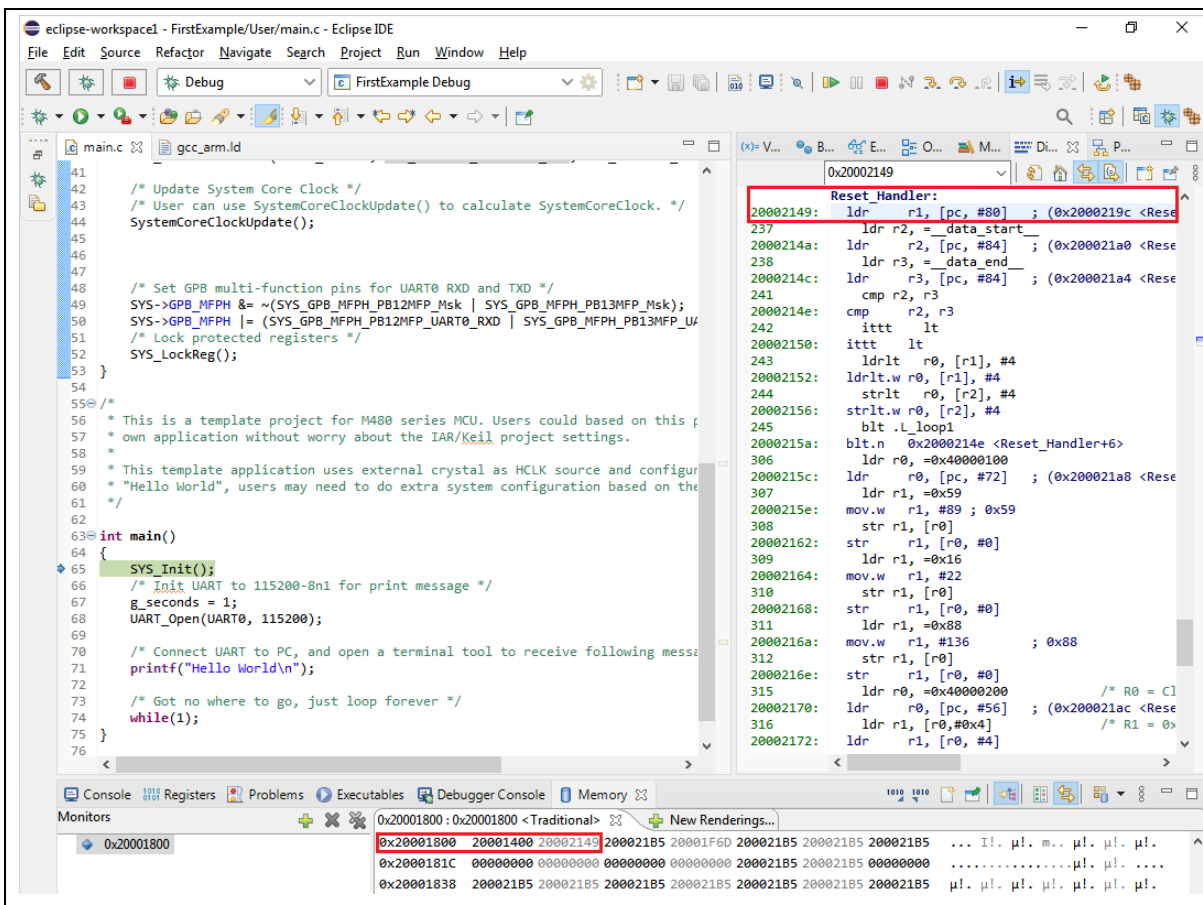 eclipse-workspace1 - FirstExample/User/main.c - Eclipse IDE
File Edit Source Refactor Navigate Search Project Run Window Help
Debug FirstExample Debug
main.c gcc_arm.ld
41
42 /* Update System Core Clock */
43 /* User can use SystemCoreClockUpdate() to calculate SystemCoreClock. */
44 SystemCoreClockUpdate();
45
46
47
48 /* Set GPB multi-function pins for UART0 RXD and TXD */
49 SYS->GPB_MFPH &= ~(SYS_GPB_MFPH_PB12MFP_Msk | SYS_GPB_MFPH_PB13MFP_Msk);
50 SYS->GPB_MFPH |= (SYS_GPB_MFPH_PB12MFP_UART0_RXD | SYS_GPB_MFPH_PB13MFP_UA
51 /* Lock protected registers */
52 SYS_LockReg();
53 }
54
55 /*
56 * This is a template project for M480 series MCU. Users could based on this p
57 * own application without worry about the IAR/Keil project settings.
58 *
59 * This template application uses external crystal as HCLK source and configur
60 * "Hello World", users may need to do extra system configuration based on the
61 */
62
63 int main()
64 {
65 SYS_Init();
66 /* Init UART to 115200-8n1 for print message */
67 g_seconds = 1;
68 UART_Open(UART0, 115200);
69
70 /* Connect UART to PC, and open a terminal tool to receive following messa
71 printf("Hello World\n");
72
73 /* Got no where to go, just loop forever */
74 while(1);
75 }
76
(x)= V... B... E... O... M... Di... P...
0x20002149
Reset_Handler:
20002149: ldr r1, [pc, #80] ; (0x2000219c <Rese
237 ldr r2, =__data_start__
2000214a: ldr r2, [pc, #84] ; (0x200021a0 <Rese
238 ldr r3, =__data_end__
2000214c: ldr r3, [pc, #84] ; (0x200021a4 <Rese
241 cmp r2, r3
2000214e: cmp r2, r3
242 ittt lt
20002150: ittt lt
243 ldrlt r0, [r1], #4
20002152: ldrlt.w r0, [r1], #4
244 strlt r0, [r2], #4
20002156: strlt.w r0, [r2], #4
245 blt .L_loop1
2000215a: blt.n 0x2000214e <Reset_Handler+6>
306 ldr r0, =0x40000100
2000215c: ldr r0, [pc, #72] ; (0x200021a8 <Rese
307 ldr r1, =0x59
2000215e: mov.w r1, #89 ; 0x59
308 str r1, [r0]
20002162: str r1, [r0, #0]
309 ldr r1, =0x16
20002164: mov.w r1, #22
310 str r1, [r0]
20002168: str r1, [r0, #0]
311 ldr r1, =0x88
2000216a: mov.w r1, #136 ; 0x88
312 str r1, [r0]
2000216e: str r1, [r0, #0]
315 ldr r0, =0x40000200 /* R0 = Cl
20002170: ldr r0, [pc, #56] ; (0x200021ac <Rese
316 ldr r1, [r0,#0x4] /* R1 = 0x
20002172: ldr r1, [r0, #4]
Console Registers Problems Executables Debugger Console Memory
Monitors
0x20001800
0x20001800 : 0x20001800 <Traditional> New Renderings...
0x20001800 20001400 20002149 200021B5 20001F6D 200021B5 200021B5 200021B5 ... I!. µ!. m.. µ!. µ!. µ!.
0x2000181C 00000000 00000000 00000000 00000000 200021B5 200021B5 00000000 ................µ!. µ!. ....
0x20001838 200021B5 200021B5 200021B5 200021B5 200021B5 200021B5 200021B5 µ!. µ!. µ!. µ!. µ!. µ!. µ!.